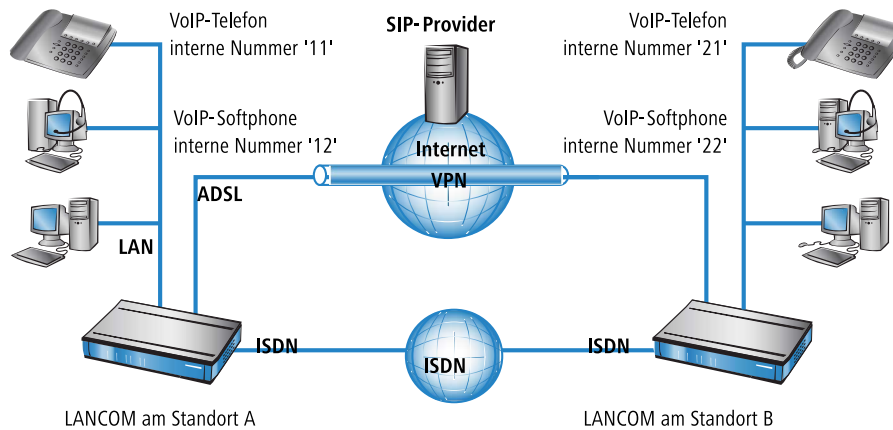 VoIP-Telefon
interne Nummer '11'
SIP-Provider
VoIP-Telefon
interne Nummer '21'
VoIP-Softphone
interne Nummer '12'
VoIP-Softphone
interne Nummer '22'
Internet
VPN
ADSL
LAN
ISDN
ISDN
ISDN
LANCOM am Standort A
LANCOM am Standort B